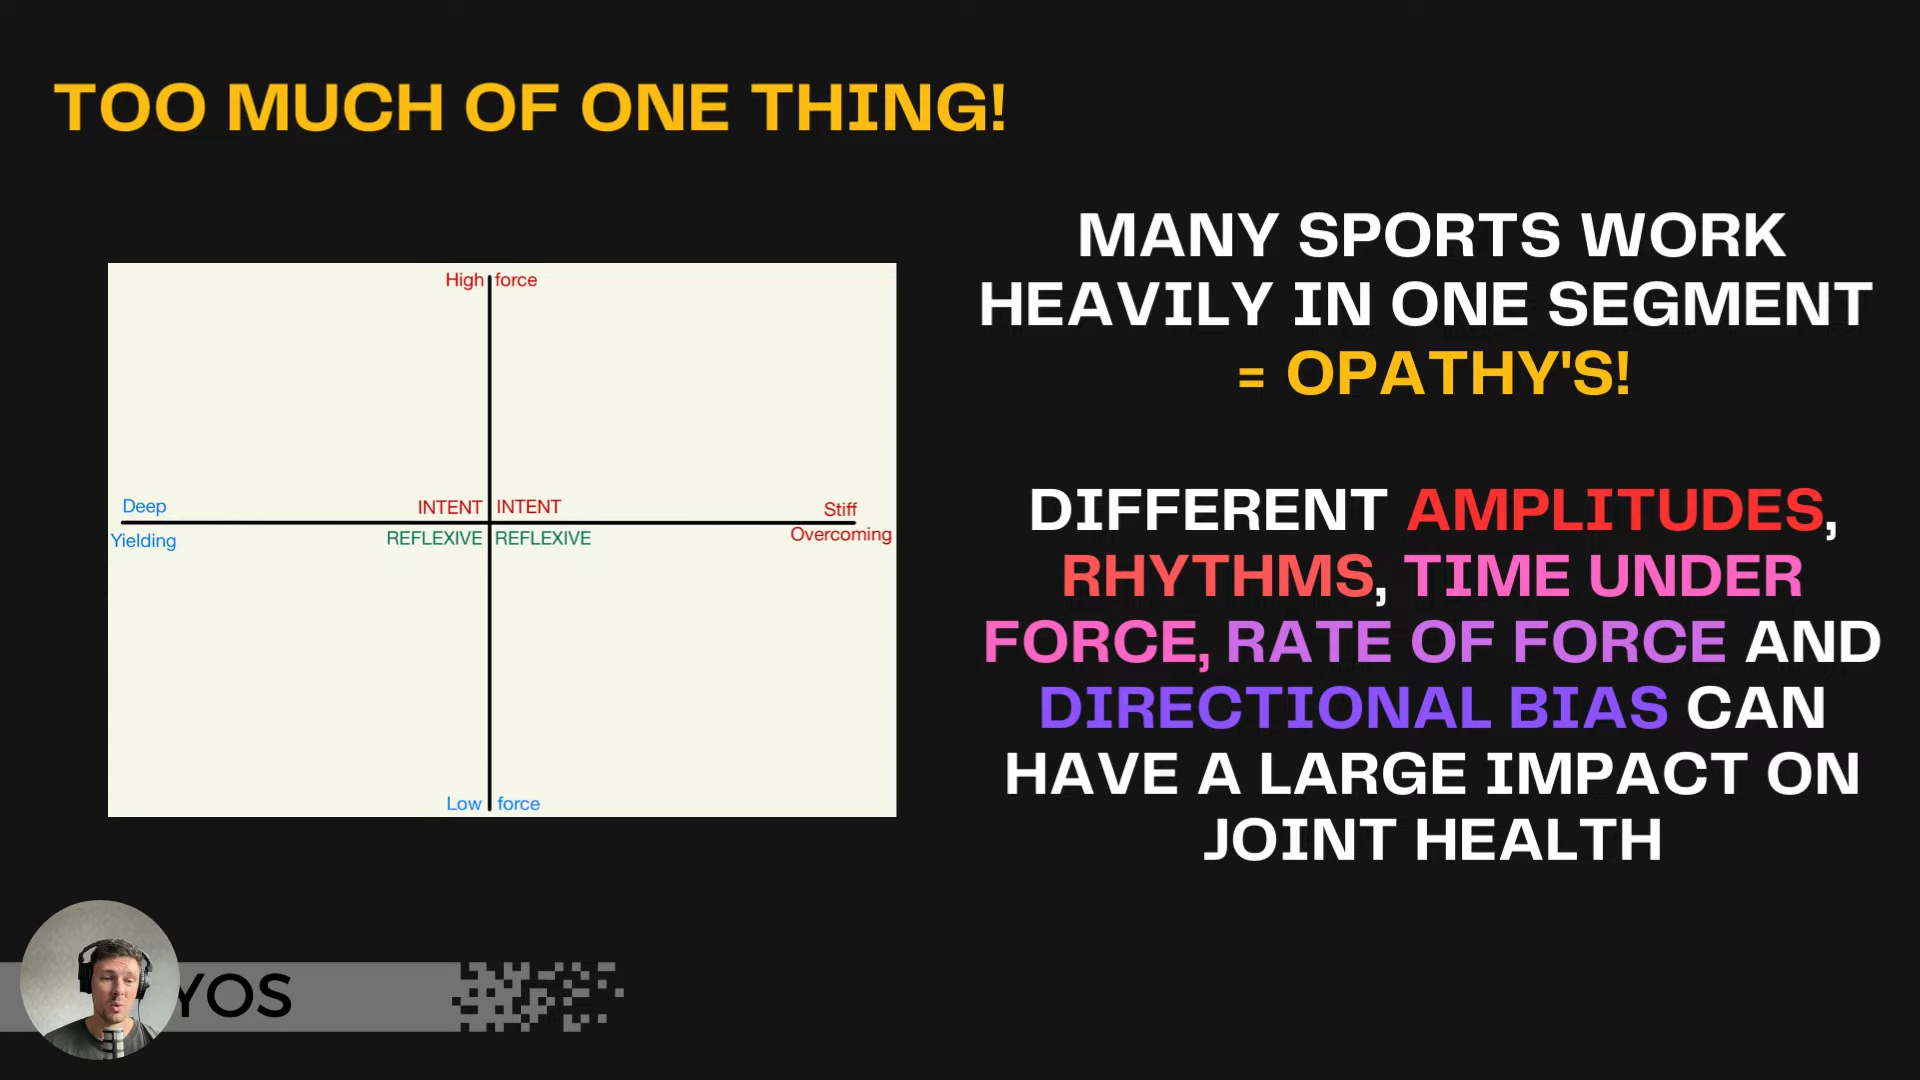 TOO MUCH OF ONE THING!
High force
Deep
INTENT INTENT
Stiff
Yielding
REFLEXIVE REFLEXIVE
Overcoming
Low force
MANY SPORTS WORK
HEAVILY IN ONE SEGMENT
= OPATHY'S!
DIFFERENT AMPLITUDES,
RHYTHMS, TIME UNDER
FORCE, RATE OF FORCE AND
DIRECTIONAL BIAS CAN
HAVE A LARGE IMPACT ON
JOINT HEALTH
YOS